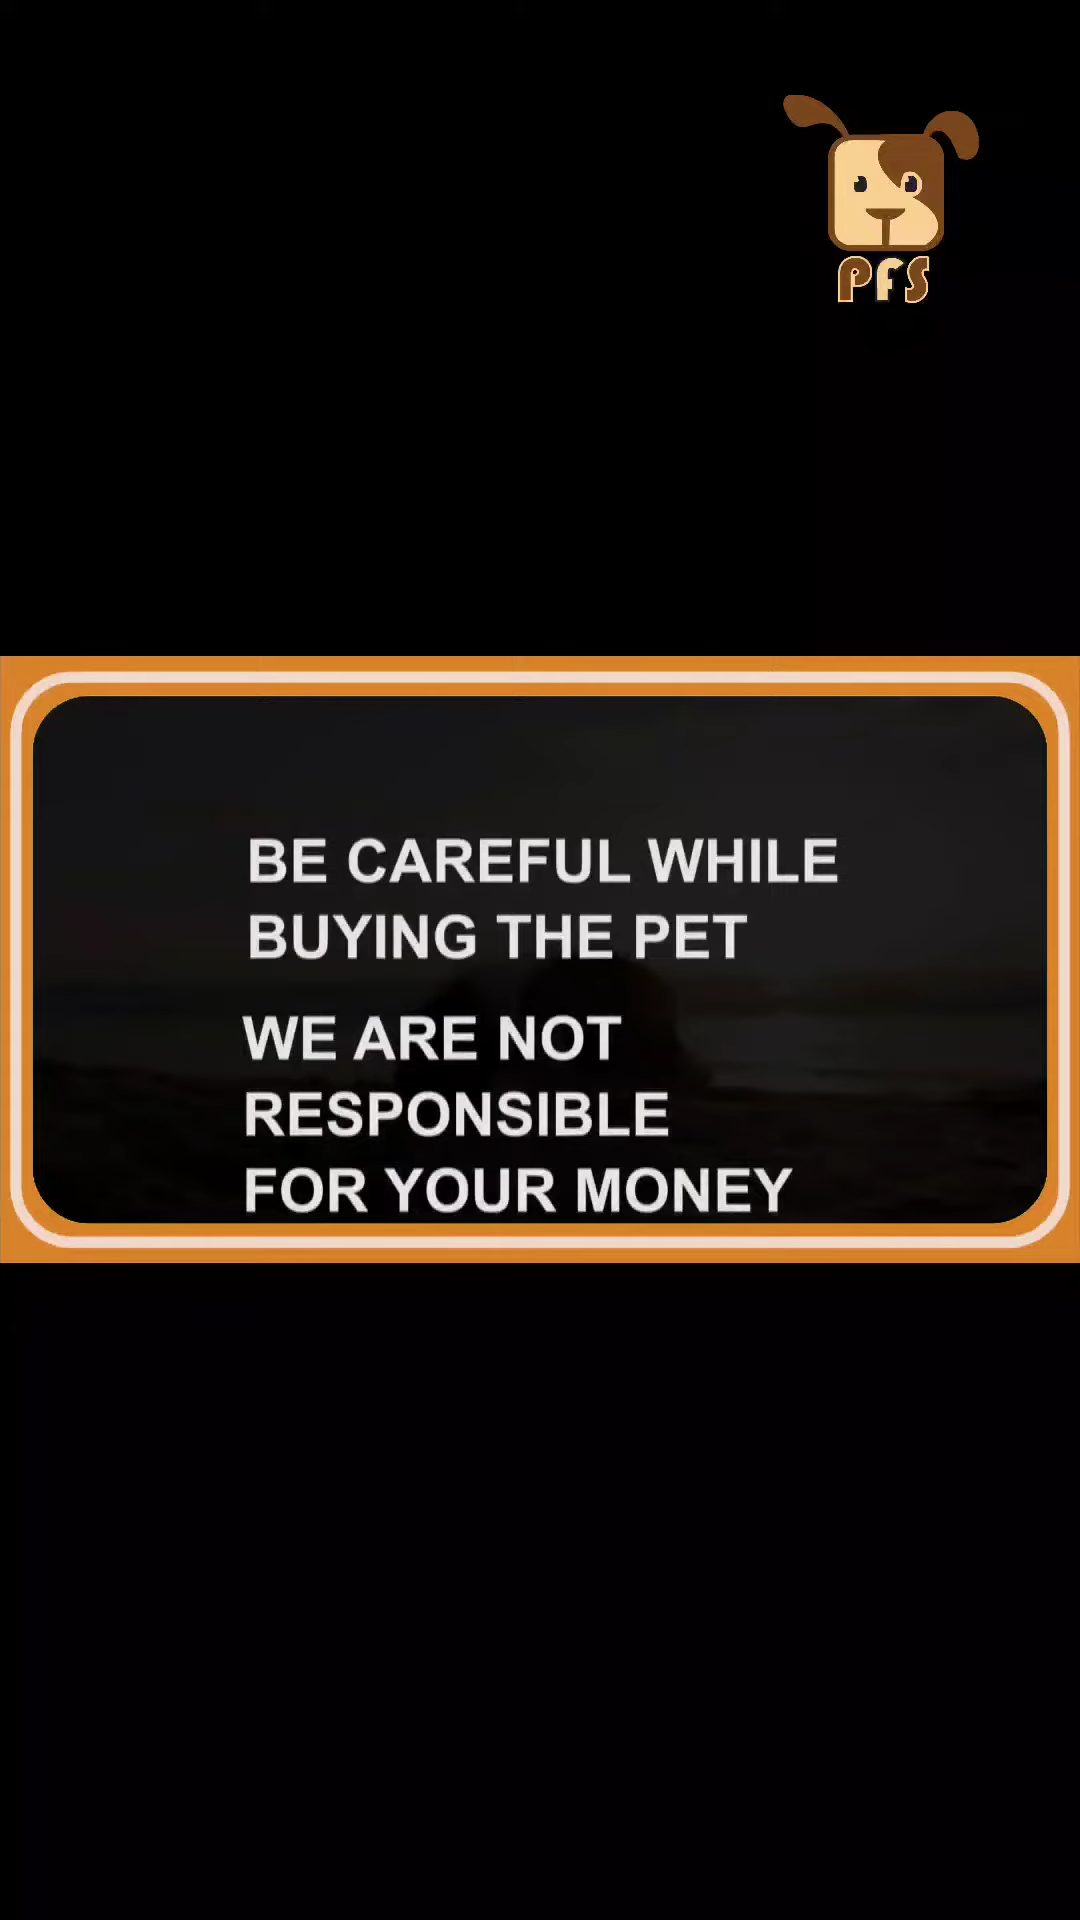 PFS
BE CAREFUL WHILE
BUYING THE PET
WE ARE NOT
RESPONSIBLE
FOR YOUR MONEY